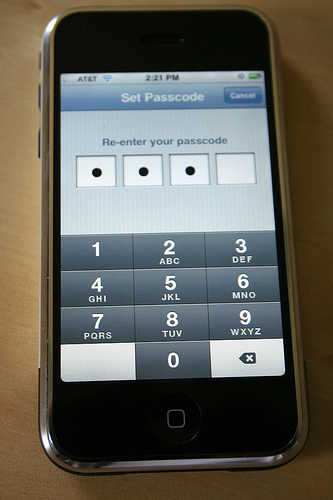 AT&T 2:21 PM
Set Passcode Cancel
Re-enter your passcode
1 2 3
ABC DEF
4 5 6
GHI JKL MNO
7 8 9
PQRS TUV WXYZ
0